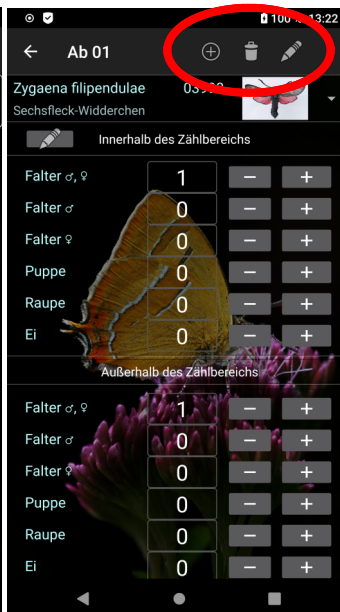 100 % 13:22
Ab 01
Zygaena filipendulae
Sechsfleck-Widderchen
Innerhalb des Zählbereichs
Falter ♂, ♀ 1 − +
Falter ♂ 0 − +
Falter ♀ 0 − +
Puppe 0 − +
Raupe 0 − +
Ei 0 − +
Außerhalb des Zählbereichs
Falter ♂, ♀ 1 − +
Falter ♂ 0 − +
Falter ♀ 0 − +
Puppe 0 − +
Raupe 0 − +
Ei 0 − +